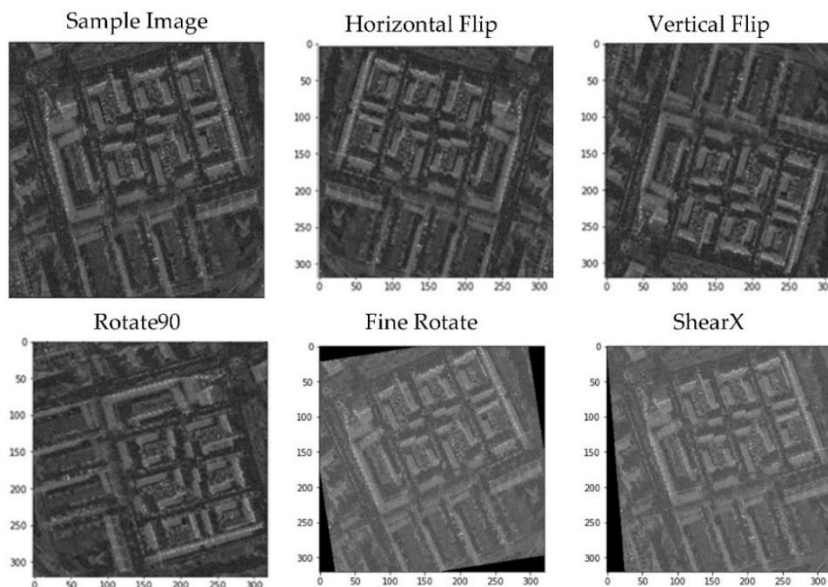 Sample Image Horizontal Flip Vertical Flip
0 0
50 50
100 100
150 150
200 200
250 250
300 300
0 50 100 150 200 250 300 0 50 100 150 200 250 300
Rotate90 Fine Rotate ShearX
0 0 0
50 50 50
100 100 100
150 150 150
200 200 200
250 250 250
300 300 300
0 50 100 150 200 250 300 0 50 100 150 200 250 300 0 50 100 150 200 250 300